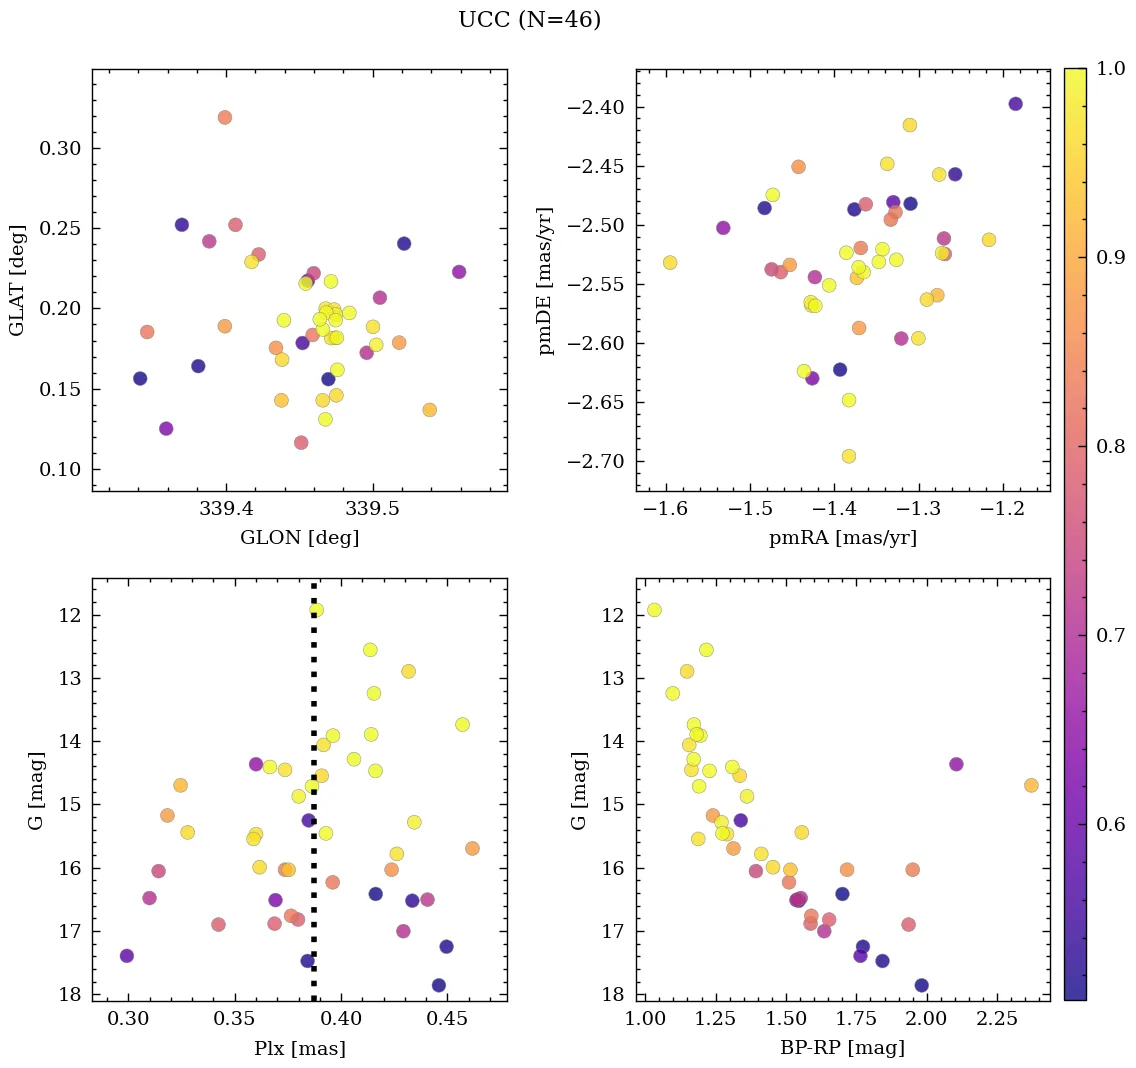 UCC (N=46)
GLAT [deg]
0.30
0.25
0.20
0.15
0.10
339.4 339.5
GLON [deg]
pmDE [mas/yr]
−2.40
−2.45
−2.50
−2.55
−2.60
−2.65
−2.70
−1.6 −1.5 −1.4 −1.3 −1.2
pmRA [mas/yr]
1.0
0.9
0.8
0.7
0.6
G [mag]
12
13
14
15
16
17
18
0.30 0.35 0.40 0.45
Plx [mas]
G [mag]
12
13
14
15
16
17
18
1.00 1.25 1.50 1.75 2.00 2.25
BP-RP [mag]